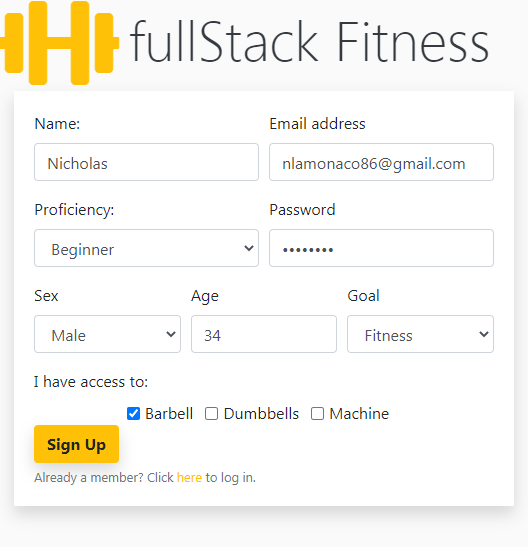 fullStack Fitness
Name: Email address
Nicholas nlamonaco86@gmail.com
Proficiency: Password
Beginner ••••••••
Sex Age Goal
Male 34 Fitness
I have access to:
Barbell Dumbbells Machine
Sign Up
Already a member? Click here to log in.